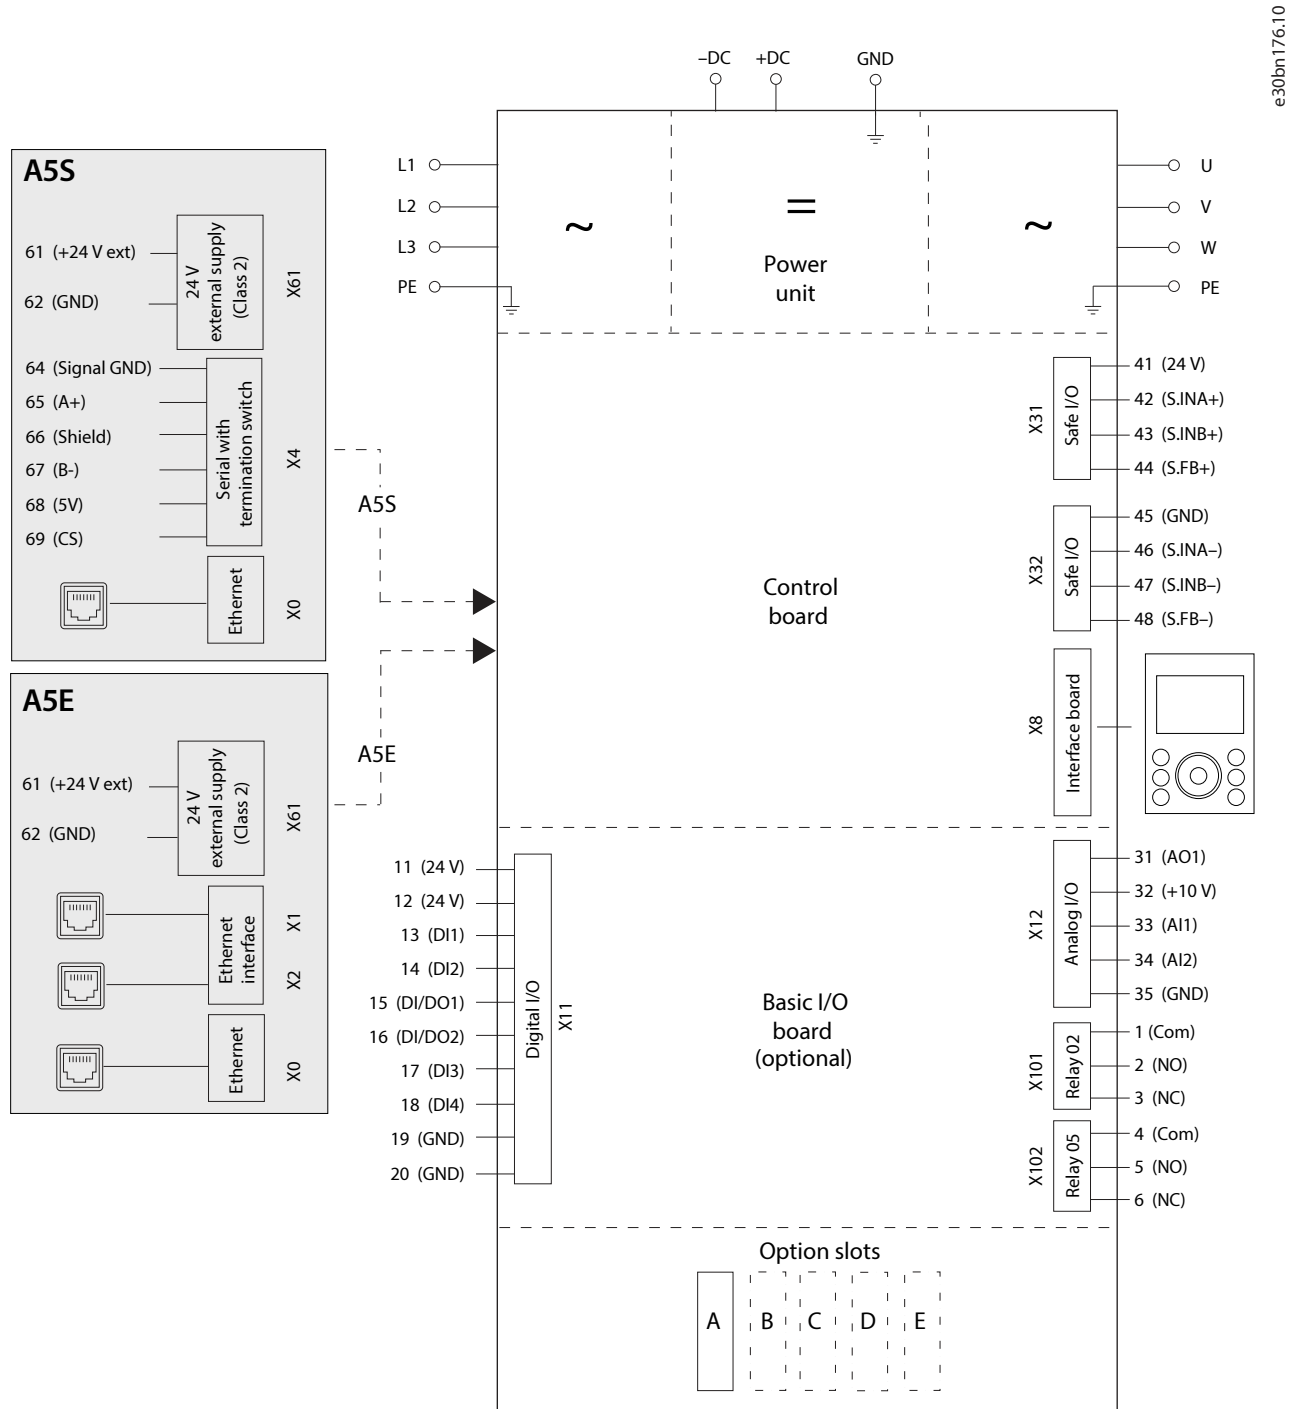 e30bn176.10
–DC
+DC
GND
L1
L2
L3
PE
~
=
~
Power
unit
U
V
W
PE
A5S
61 (+24 V ext)
62 (GND)
24 V
external supply
(Class 2)
X61
64 (Signal GND)
65 (A+)
66 (Shield)
67 (B-)
68 (5V)
69 (CS)
Serial with
termination switch
X4
Ethernet
X0
A5S
A5E
61 (+24 V ext)
62 (GND)
24 V
external supply
(Class 2)
X61
Ethernet
interface
X1
X2
Ethernet
X0
A5E
Control
board
X31
Safe I/O
41 (24 V)
42 (S.INA+)
43 (S.INB+)
44 (S.FB+)
X32
Safe I/O
45 (GND)
46 (S.INA–)
47 (S.INB–)
48 (S.FB–)
X8
Interface board
11 (24 V)
12 (24 V)
13 (DI1)
14 (DI2)
15 (DI/DO1)
16 (DI/DO2)
17 (DI3)
18 (DI4)
19 (GND)
20 (GND)
Digital I/O
X11
Basic I/O
board
(optional)
X12
Analog I/O
31 (AO1)
32 (+10 V)
33 (AI1)
34 (AI2)
35 (GND)
X101
Relay 02
1 (Com)
2 (NO)
3 (NC)
X102
Relay 05
4 (Com)
5 (NO)
6 (NC)
Option slots
A
B
C
D
E